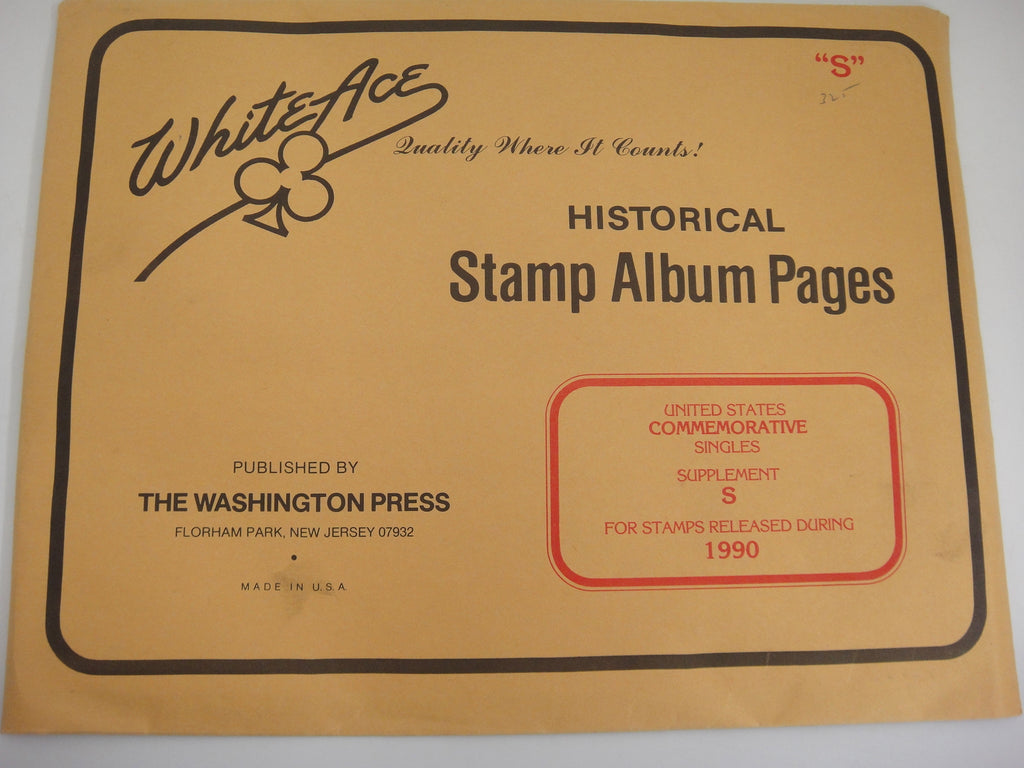 White Ace
Quality Where It Counts!
"S"
325
HISTORICAL
Stamp Album Pages
UNITED STATES
COMMEMORATIVE
SINGLES
SUPPLEMENT
S
FOR STAMPS RELEASED DURING
1990
PUBLISHED BY
THE WASHINGTON PRESS
FLORHAM PARK, NEW JERSEY 07932
•
MADE IN U.S.A.